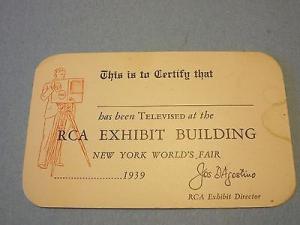 This is to Certify that
has been TELEVISED at the
RCA EXHIBIT BUILDING
NEW YORK WORLD'S FAIR
1939
Jos D'Agostino
RCA Exhibit Director